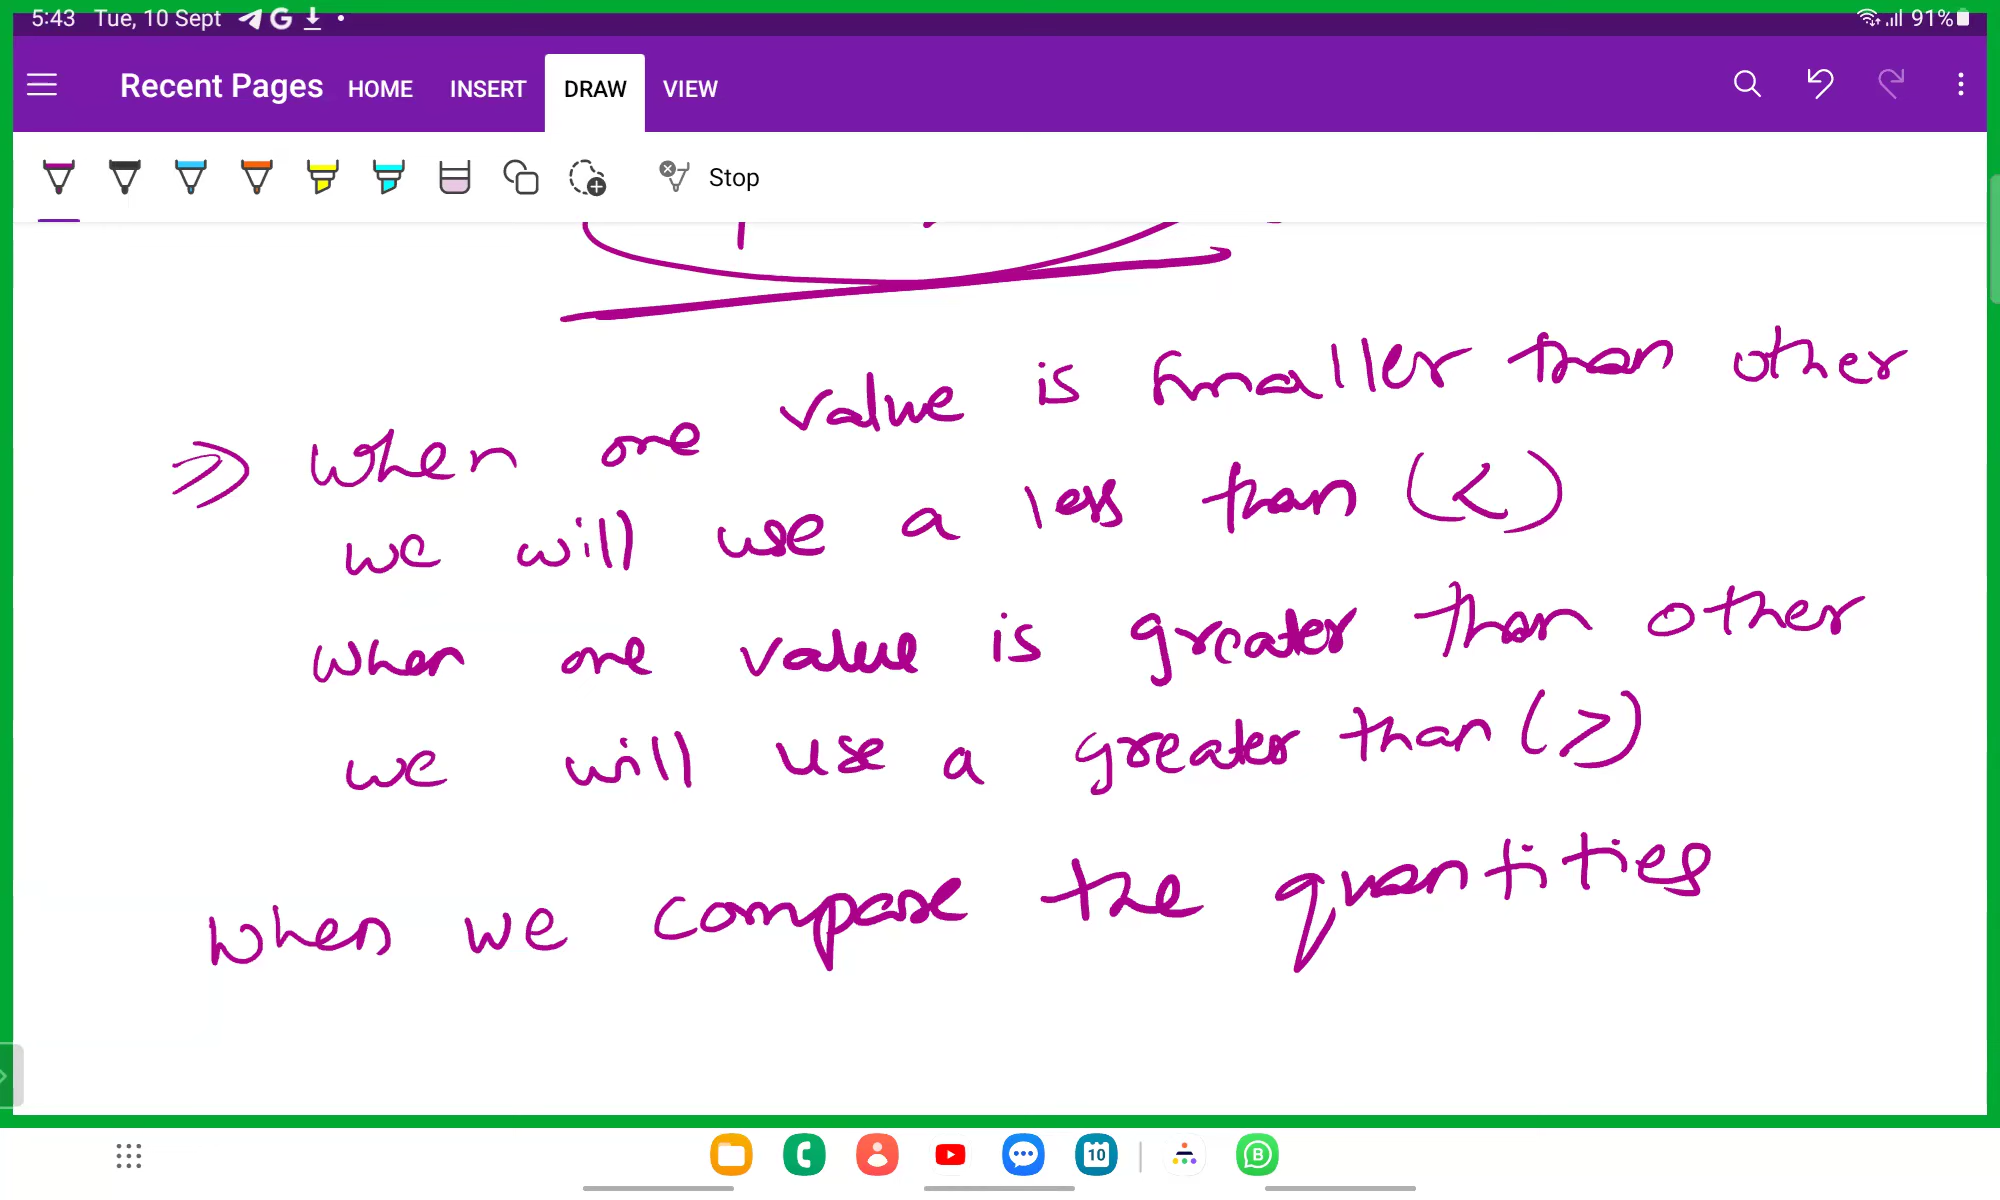 5:43 Tue, 10 Sept 91%
Recent Pages HOME INSERT DRAW VIEW
Stop
When one value is smaller than other
we will use a less than (<)
when one value is greater than other
we will use a greater than (>)
When we compare the quantities
10